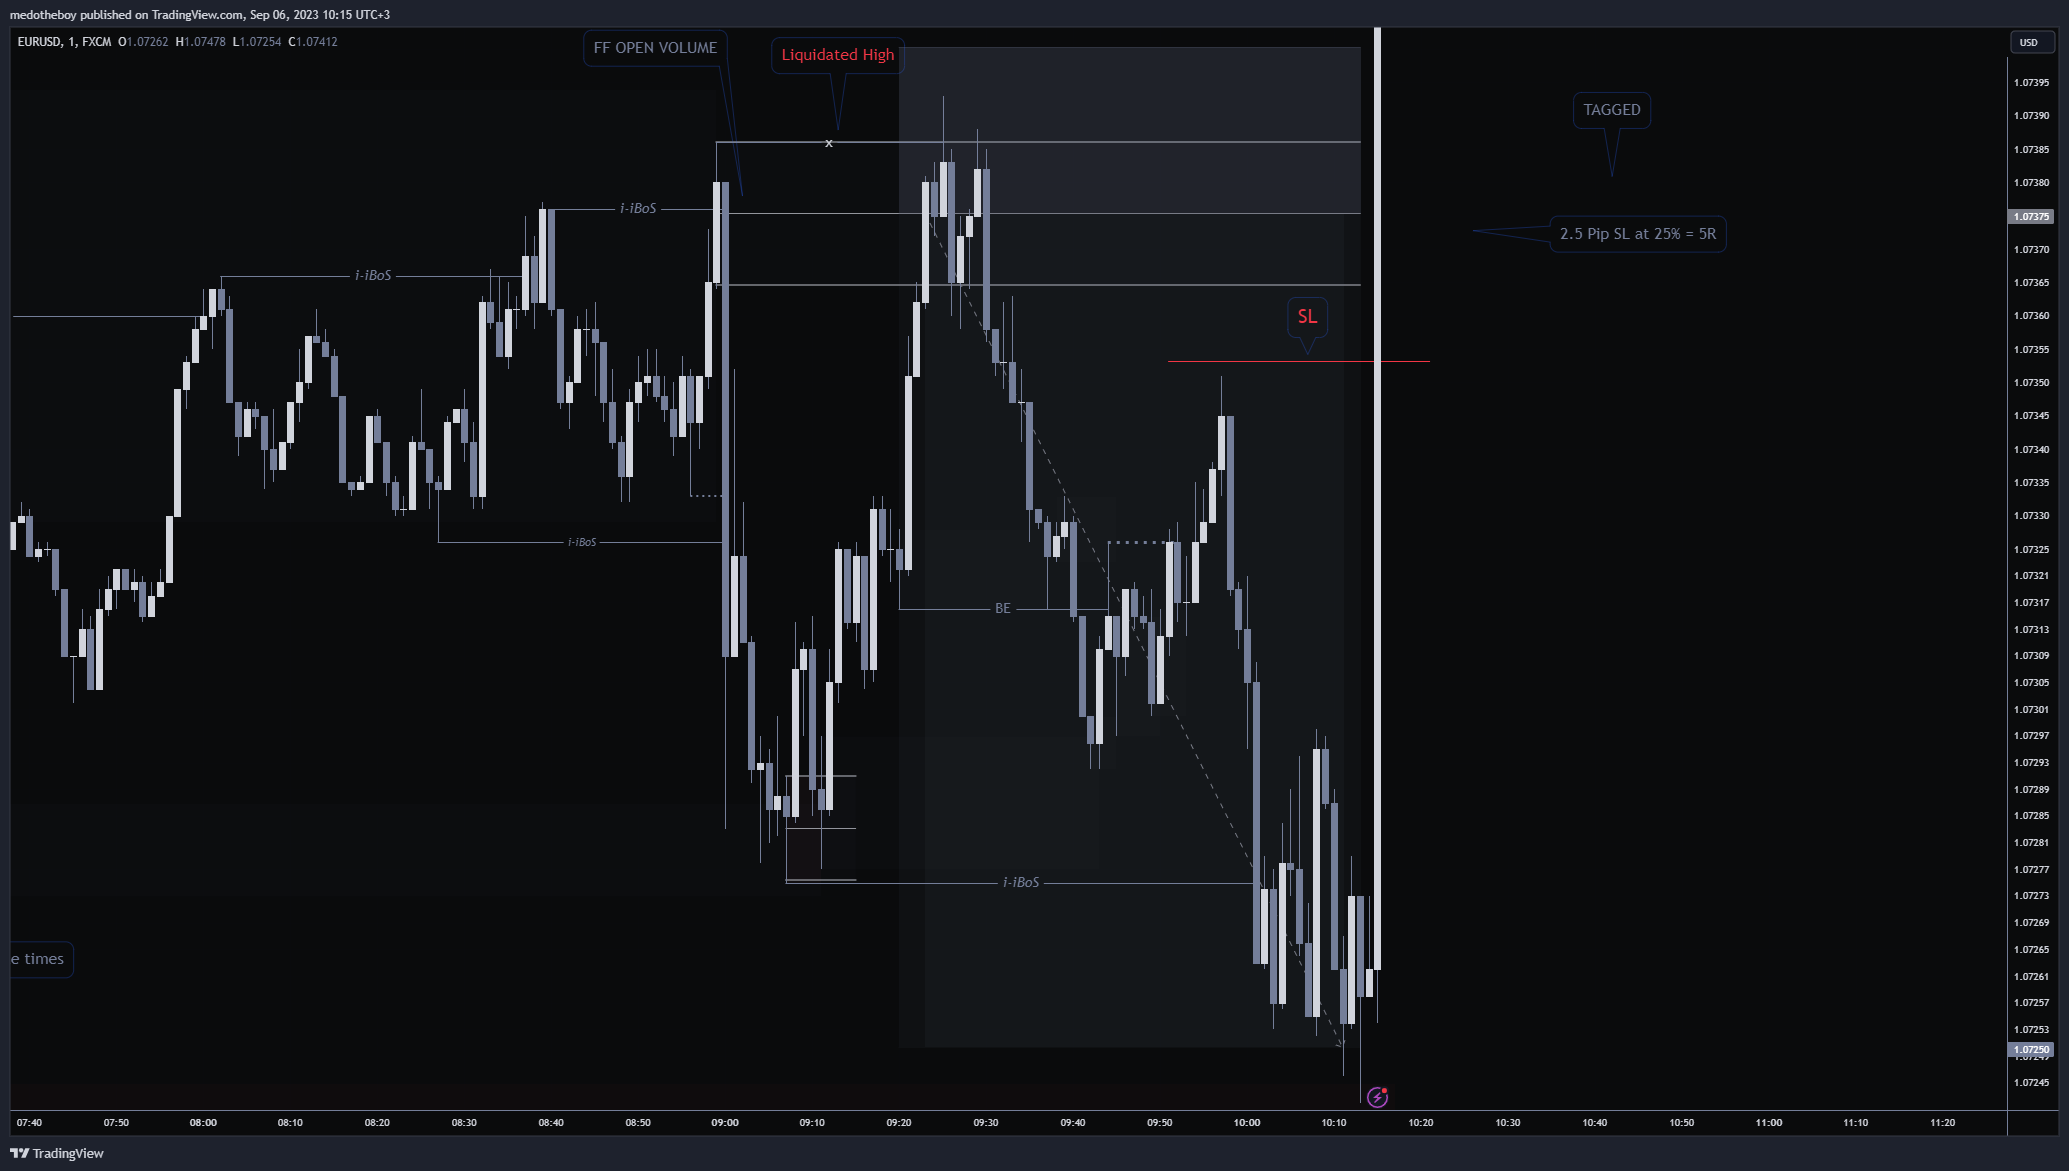 medotheboy published on TradingView.com, Sep 06, 2023 10:15 UTC+3
EURUSD, 1, FXCM O1.07262 H1.07478 L1.07254 C1.07412
USD
FF OPEN VOLUME
Liquidated High
x
TAGGED
2.5 Pip SL at 25% = 5R
i-iBoS
i-iBoS
SL
i-iBoS
BE
i-iBoS
e times
1.07395
1.07390
1.07385
1.07380
1.07375
1.07370
1.07365
1.07360
1.07355
1.07350
1.07345
1.07340
1.07335
1.07330
1.07325
1.07321
1.07317
1.07313
1.07309
1.07305
1.07301
1.07297
1.07293
1.07289
1.07285
1.07281
1.07277
1.07273
1.07269
1.07265
1.07261
1.07257
1.07253
1.07250
1.07245
07:40 07:50 08:00 08:10 08:20 08:30 08:40 08:50 09:00 09:10 09:20 09:30 09:40 09:50 10:00 10:10 10:20 10:30 10:40 10:50 11:00 11:10 11:20
TradingView